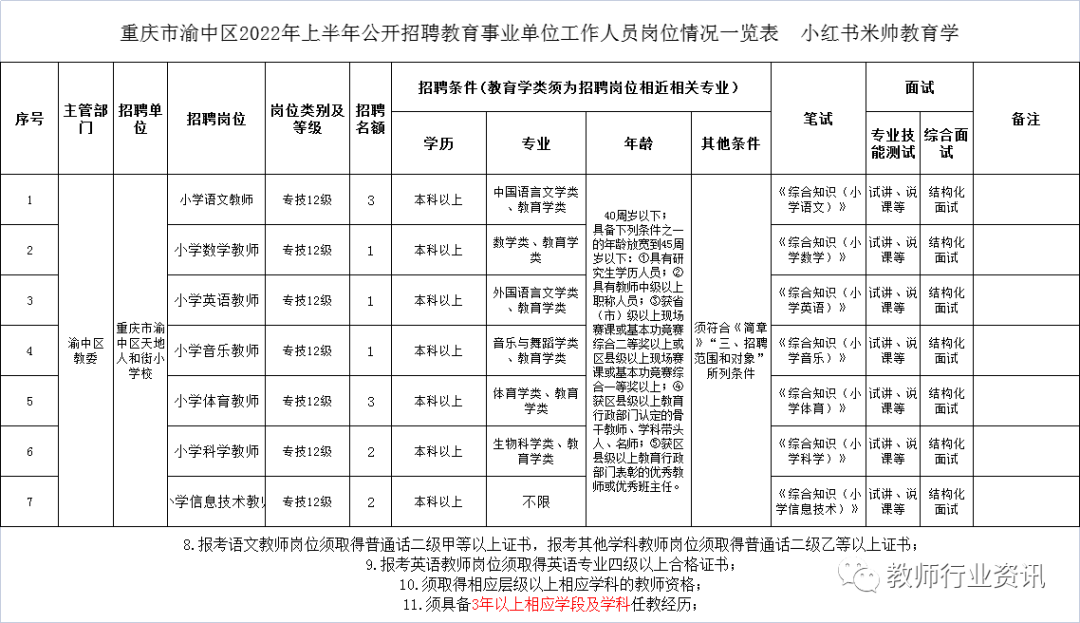 重庆市渝中区2022年上半年公开招聘教育事业单位工作人员岗位情况一览表 小红书米帅教育学
序号 主管部门 招聘单位 招聘岗位 岗位类别及等级 招聘名额 招聘条件(教育学类须为招聘岗位相近相关专业) 笔试 面试 备注
学历 专业 年龄 其他条件 专业技能测试 综合面试
渝中区教委
重庆市渝中区天地人和街小学校
1 小学语文教师 专技12级 3 本科以上 中国语言文学类、教育学类 《综合知识（小学语文）》 试讲、说课等 结构化面试
2 小学数学教师 专技12级 1 本科以上 数学类、教育学类 《综合知识（小学数学）》 试讲、说课等 结构化面试
3 小学英语教师 专技12级 1 本科以上 外国语言文学类、教育学类 《综合知识（小学英语）》 试讲、说课等 结构化面试
4 小学音乐教师 专技12级 1 本科以上 音乐与舞蹈学类、教育学类 《综合知识（小学音乐）》 试讲、说课等 结构化面试
5 小学体育教师 专技12级 3 本科以上 体育学类、教育学类 《综合知识（小学体育）》 试讲、说课等 结构化面试
6 小学科学教师 专技12级 2 本科以上 生物科学类、教育学类 《综合知识（小学科学）》 试讲、说课等 结构化面试
7 小学信息技术教师 专技12级 2 本科以上 不限 《综合知识（小学信息技术）》 试讲、说课等 结构化面试
40周岁以下；
具备下列条件之一
的年龄放宽到45周
岁以下：①具有研
究生学历人员；②
具有教师中级以上
职称人员；③获省
（市）级以上现场
赛课或基本功竞赛
综合二等奖以上或
区县级以上现场赛
课或基本功竞赛综
合一等奖以上；④
获区县级以上教育
行政部门认定的骨
干教师、学科带头
人、名师；⑤获区
县级以上教育行政
部门表彰的优秀教
师或优秀班主任。
须符合《简章
》“三、招聘
范围和对象”
所列条件
8.报考语文教师岗位须取得普通话二级甲等以上证书，报考其他学科教师岗位须取得普通话二级乙等以上证书；
9.报考英语教师岗位须取得英语专业四级以上合格证书；
10.须取得相应层级以上相应学科的教师资格；
11.须具备3年以上相应学段及学科任教经历；
教师行业资讯